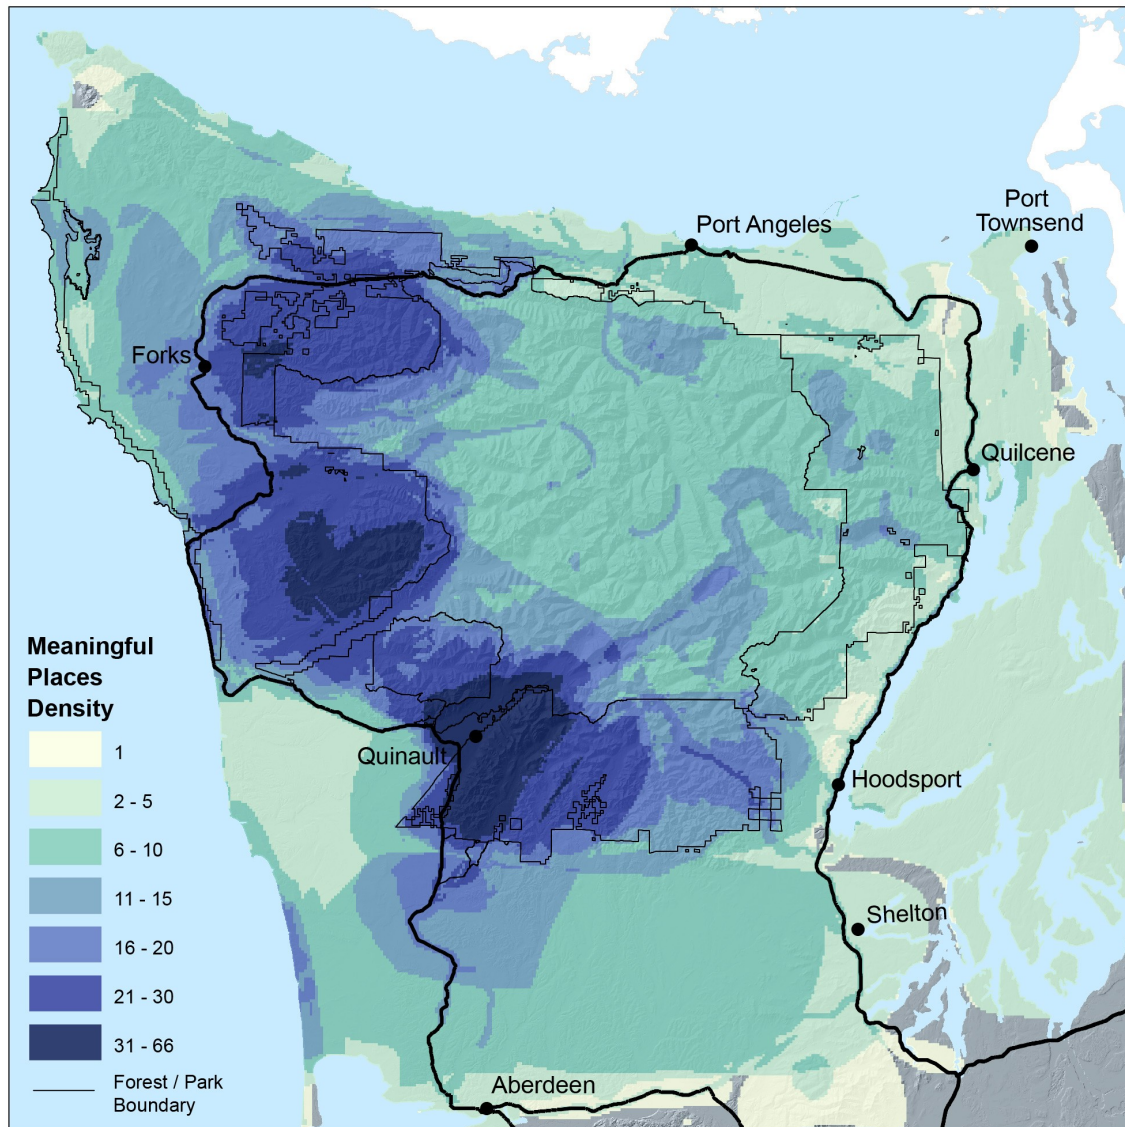 Port
Townsend
Port Angeles
Forks
Quilcene
Meaningful
Places
Density
1
2 - 5
6 - 10
11 - 15
16 - 20
21 - 30
31 - 66
Forest / Park
Boundary
Quinault
Hoodsport
Shelton
Aberdeen